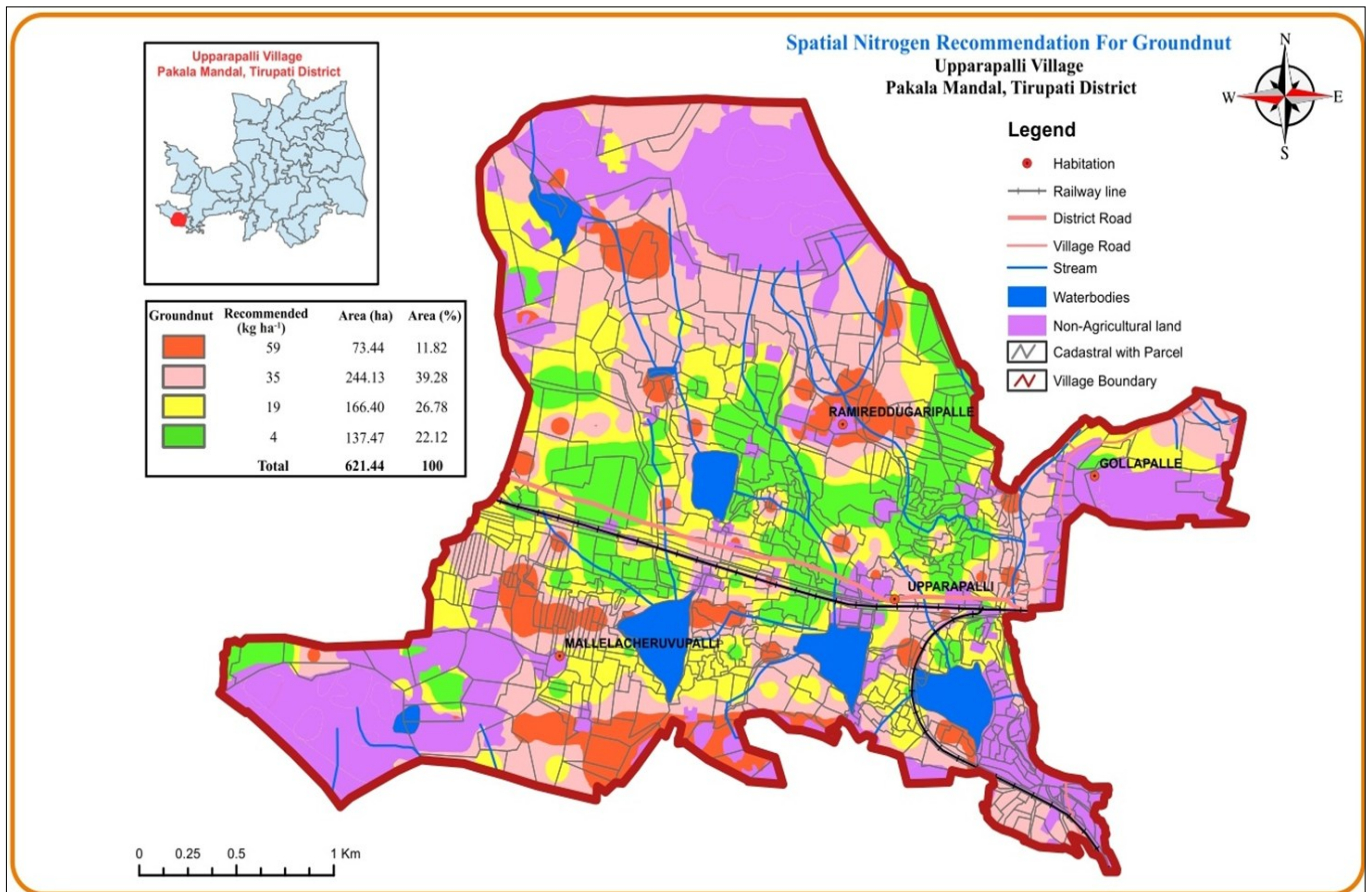 Upparapalli Village
Pakala Mandal, Tirupati District
Spatial Nitrogen Recommendation For Groundnut
Upparapalli Village
Pakala Mandal, Tirupati District
N
W
E
S
Legend
Habitation
Railway line
District Road
Village Road
Stream
Waterbodies
Non-Agricultural land
Cadastral with Parcel
Village Boundary
Groundnut Recommended (kg ha⁻¹) Area (ha) Area (%)
59 73.44 11.82
35 244.13 39.28
19 166.40 26.78
4 137.47 22.12
Total 621.44 100
RAMIREDDUGARIPALLE
GOLLAPALLE
UPPARAPALLI
MALLELACHERUVUPALLI
0 0.25 0.5 1 Km